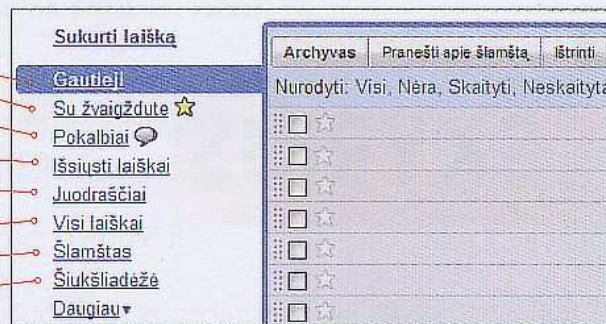 Sukurti laišką
Gautieji
Su žvaigždute
Pokalbiai
Išsiųsti laiškai
Juodraščiai
Visi laiškai
Šlamštas
Šiukšliadėžė
Daugiau
Archyvas Pranešti apie šlamštą Ištrinti
Nurodyti: Visi, Nėra, Skaityti, Neskaityta